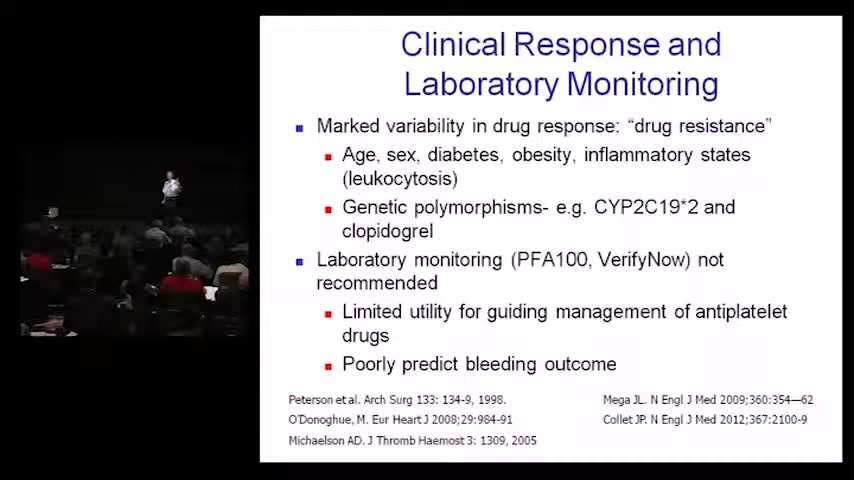 Clinical Response and
Laboratory Monitoring
Marked variability in drug response: “drug resistance”
Age, sex, diabetes, obesity, inflammatory states
(leukocytosis)
Genetic polymorphisms- e.g. CYP2C19*2 and
clopidogrel
Laboratory monitoring (PFA100, VerifyNow) not
recommended
Limited utility for guiding management of antiplatelet
drugs
Poorly predict bleeding outcome
Peterson et al. Arch Surg 133: 134-9, 1998.
O'Donoghue, M. Eur Heart J 2008;29:984-91
Michaelson AD. J Thromb Haemost 3: 1309, 2005
Mega JL. N Engl J Med 2009;360:354—62
Collet JP. N Engl J Med 2012;367:2100-9